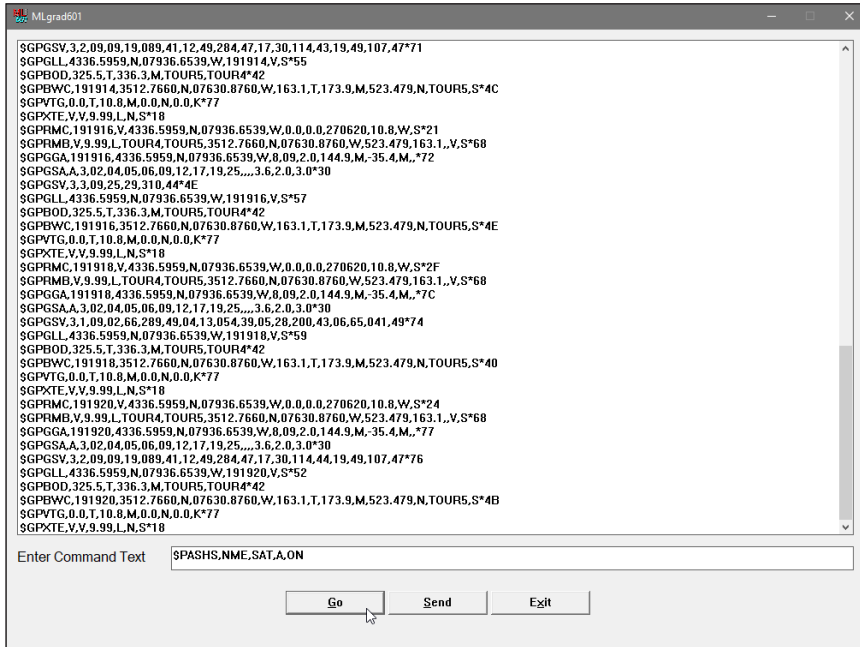 MLgrad601
$GPGSV,3,2,09,09,19,089,41,12,49,284,47,17,30,114,43,19,49,107,47*71
$GPGLL,4336.5959,N,07936.6539,W,191914,V,S*55
$GPBOD,325.5,T,336.3,M,TOUR5,TOUR4*42
$GPBWC,191914,3512.7660,N,07630.8760,W,163.1,T,173.9,M,523.479,N,TOUR5,S*4C
$GPVTG,0.0,T,10.8,M,0.0,N,0.0,K*77
$GPXTE,V,V,9.99,L,N,S*18
$GPRMC,191916,V,4336.5959,N,07936.6539,W,0.0,0.0,270620,10.8,W,S*21
$GPRMB,V,9.99,L,TOUR4,TOUR5,3512.7660,N,07630.8760,W,523.479,163.1,,V,S*68
$GPGGA,191916,4336.5959,N,07936.6539,W,8,09,2.0,144.9,M,-35.4,M,,*72
$GPGSA,A,3,02,04,05,06,09,12,17,19,25,,,,3.6,2.0,3.0*30
$GPGSV,3,3,09,25,29,310,44*4E
$GPGLL,4336.5959,N,07936.6539,W,191916,V,S*57
$GPBOD,325.5,T,336.3,M,TOUR5,TOUR4*42
$GPBWC,191916,3512.7660,N,07630.8760,W,163.1,T,173.9,M,523.479,N,TOUR5,S*4E
$GPVTG,0.0,T,10.8,M,0.0,N,0.0,K*77
$GPXTE,V,V,9.99,L,N,S*18
$GPRMC,191918,V,4336.5959,N,07936.6539,W,0.0,0.0,270620,10.8,W,S*2F
$GPRMB,V,9.99,L,TOUR4,TOUR5,3512.7660,N,07630.8760,W,523.479,163.1,,V,S*68
$GPGGA,191918,4336.5959,N,07936.6539,W,8,09,2.0,144.9,M,-35.4,M,,*7C
$GPGSA,A,3,02,04,05,06,09,12,17,19,25,,,,3.6,2.0,3.0*30
$GPGSV,3,1,09,02,66,289,49,04,13,054,39,05,28,200,43,06,65,041,49*74
$GPGLL,4336.5959,N,07936.6539,W,191918,V,S*59
$GPBOD,325.5,T,336.3,M,TOUR5,TOUR4*42
$GPBWC,191918,3512.7660,N,07630.8760,W,163.1,T,173.9,M,523.479,N,TOUR5,S*40
$GPVTG,0.0,T,10.8,M,0.0,N,0.0,K*77
$GPXTE,V,V,9.99,L,N,S*18
$GPRMC,191920,V,4336.5959,N,07936.6539,W,0.0,0.0,270620,10.8,W,S*24
$GPRMB,V,9.99,L,TOUR4,TOUR5,3512.7660,N,07630.8760,W,523.479,163.1,,V,S*68
$GPGGA,191920,4336.5959,N,07936.6539,W,8,09,2.0,144.9,M,-35.4,M,,*77
$GPGSA,A,3,02,04,05,06,09,12,17,19,25,,,,3.6,2.0,3.0*30
$GPGSV,3,2,09,09,19,089,41,12,49,284,47,17,30,114,44,19,49,107,47*76
$GPGLL,4336.5959,N,07936.6539,W,191920,V,S*52
$GPBOD,325.5,T,336.3,M,TOUR5,TOUR4*42
$GPBWC,191920,3512.7660,N,07630.8760,W,163.1,T,173.9,M,523.479,N,TOUR5,S*4B
$GPVTG,0.0,T,10.8,M,0.0,N,0.0,K*77
$GPXTE,V,V,9.99,L,N,S*18
Enter Command Text $PASHS,NME,SAT,A,ON
Go Send Exit